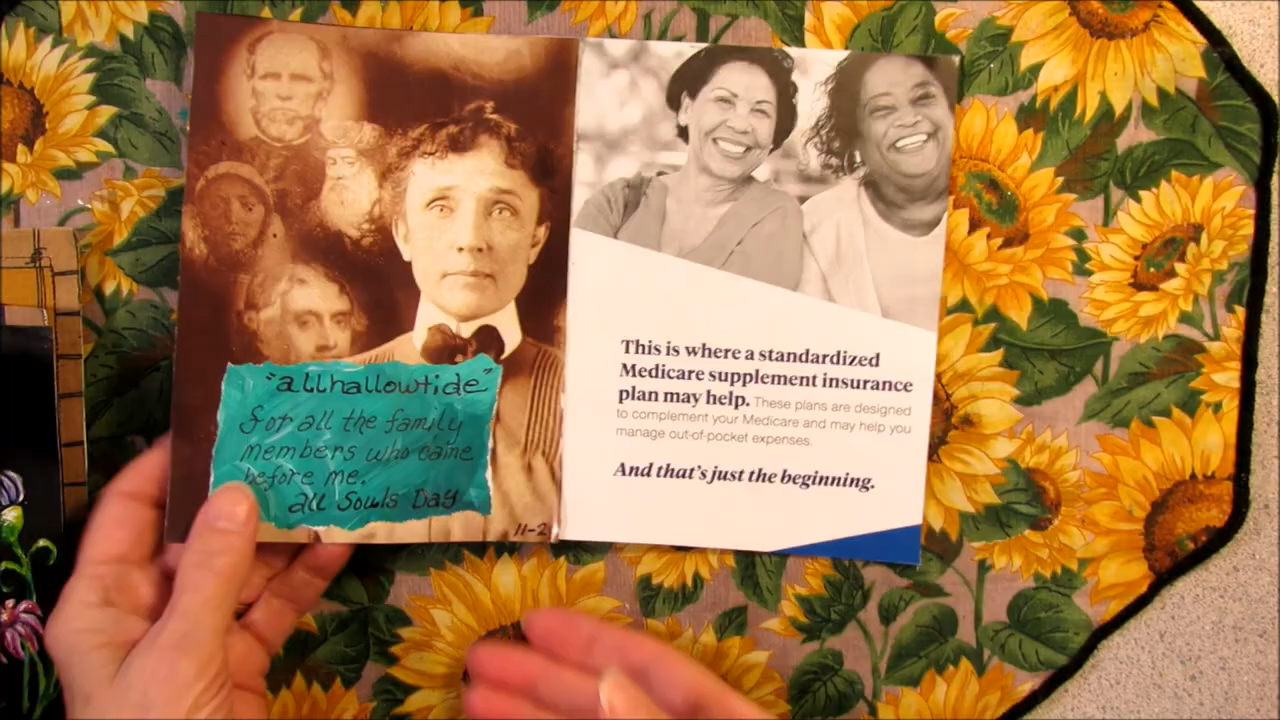 "allhallowtide"
for all the family
members who came
before me.
all Souls Day
11-2
This is where a standardized
Medicare supplement insurance
plan may help. These plans are designed
to complement your Medicare and may help you
manage out-of-pocket expenses.
And that's just the beginning.